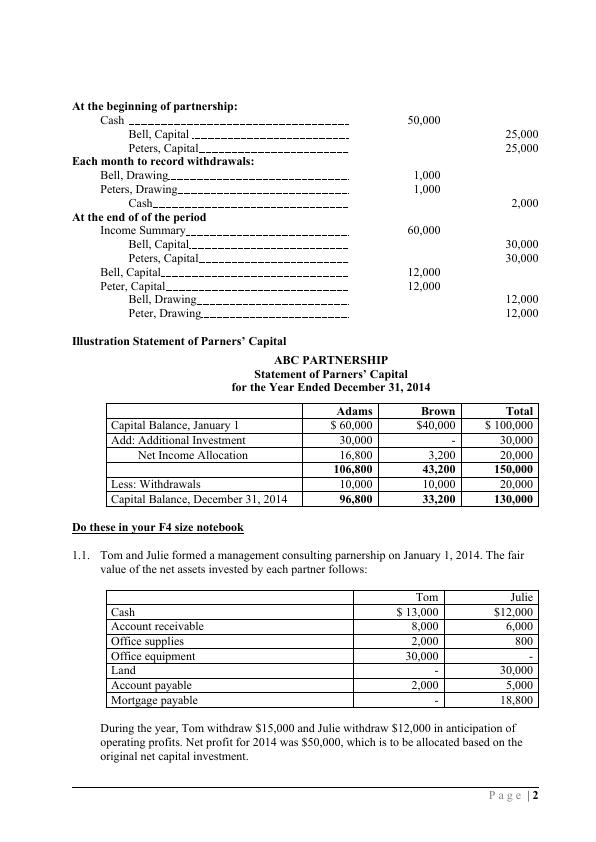 At the beginning of partnership:
Cash 50,000
Bell, Capital 25,000
Peters, Capital 25,000
Each month to record withdrawals:
Bell, Drawing 1,000
Peters, Drawing 1,000
Cash 2,000
At the end of of the period
Income Summary 60,000
Bell, Capital 30,000
Peters, Capital 30,000
Bell, Capital 12,000
Peter, Capital 12,000
Bell, Drawing 12,000
Peter, Drawing 12,000
Illustration Statement of Parners’ Capital
ABC PARTNERSHIP
Statement of Parners’ Capital
for the Year Ended December 31, 2014
Adams Brown Total
Capital Balance, January 1 $ 60,000 $40,000 $ 100,000
Add: Additional Investment 30,000 - 30,000
Net Income Allocation 16,800 3,200 20,000
106,800 43,200 150,000
Less: Withdrawals 10,000 10,000 20,000
Capital Balance, December 31, 2014 96,800 33,200 130,000
Do these in your F4 size notebook
1.1. Tom and Julie formed a management consulting parnership on January 1, 2014. The fair
value of the net assets invested by each partner follows:
Tom Julie
Cash $ 13,000 $12,000
Account receivable 8,000 6,000
Office supplies 2,000 800
Office equipment 30,000 -
Land - 30,000
Account payable 2,000 5,000
Mortgage payable - 18,800
During the year, Tom withdraw $15,000 and Julie withdraw $12,000 in anticipation of
operating profits. Net profit for 2014 was $50,000, which is to be allocated based on the
original net capital investment.
Page | 2